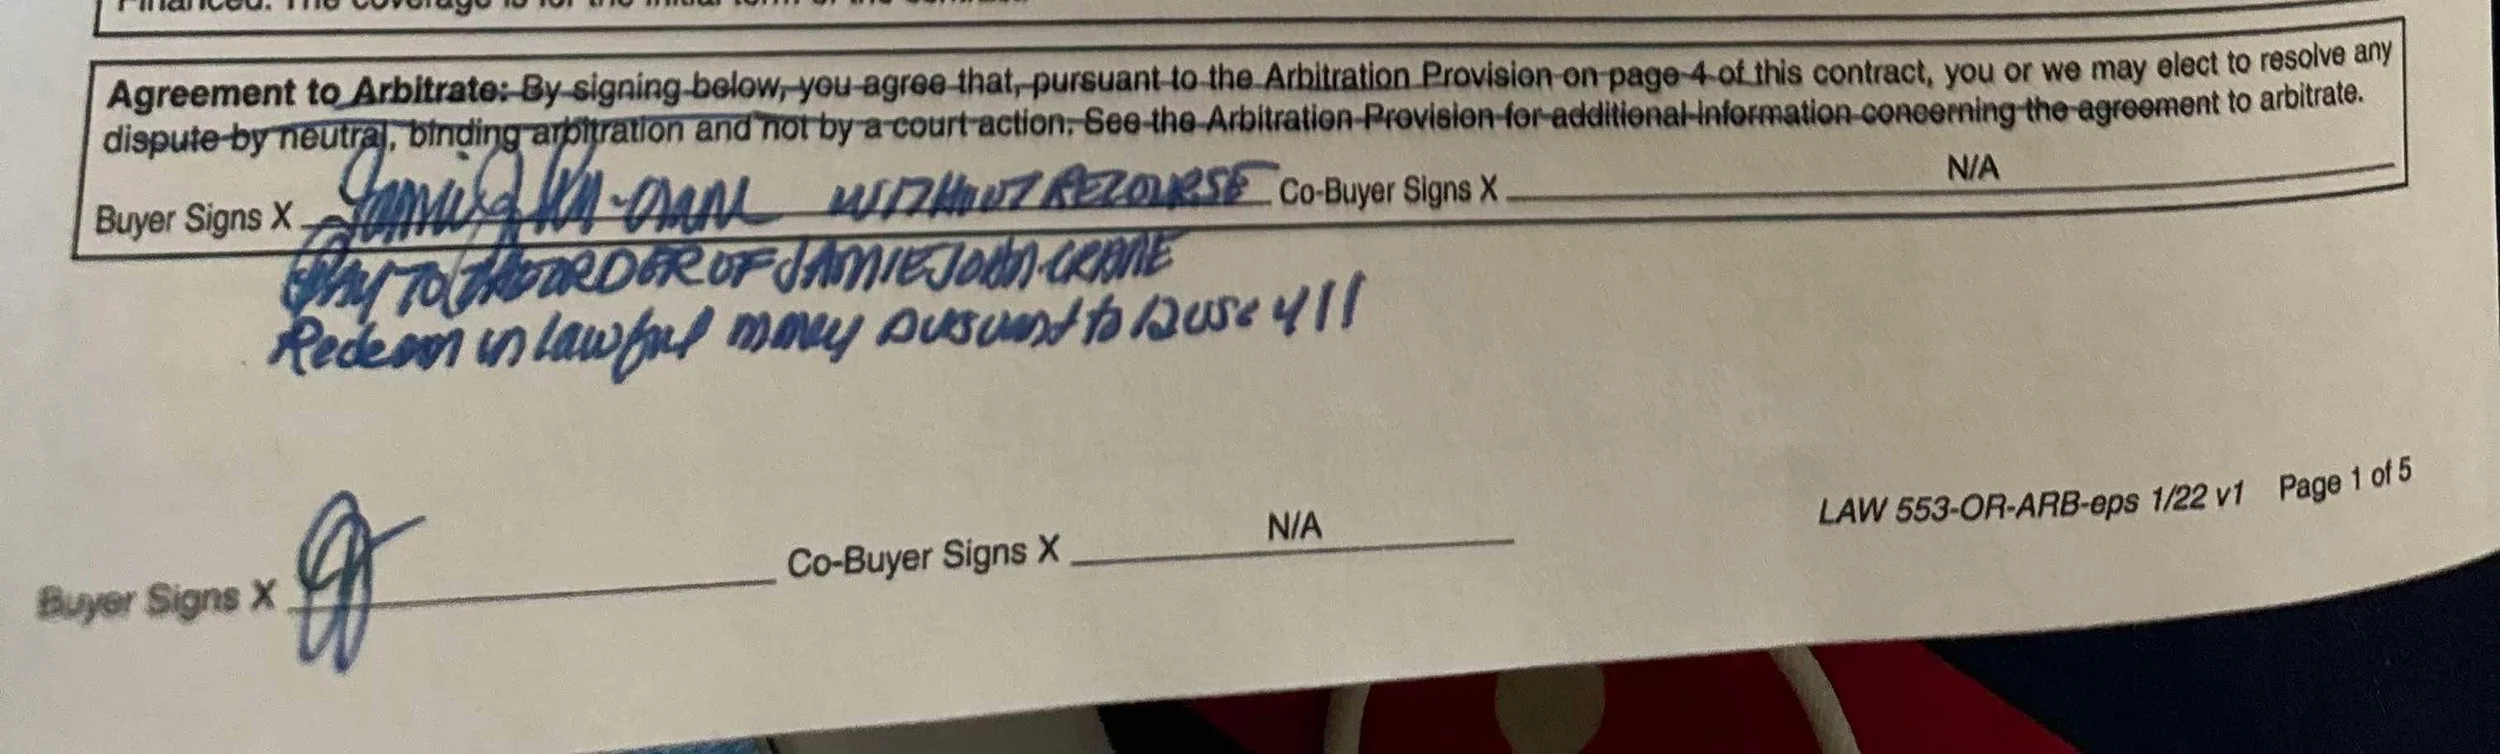 Financed. The coverage is for the initial term of the contract.
Agreement to Arbitrate: By signing below, you agree that, pursuant to the Arbitration Provision on page 4 of this contract, you or we may elect to resolve any
dispute by neutral, binding arbitration and not by a court action. See the Arbitration Provision for additional information concerning the agreement to arbitrate.
Buyer Signs X WITHOUT RECOURSE Co-Buyer Signs X N/A
PAY TO THE ORDER OF JAMIE JOHN-CRANE
Redeem in lawful money pursuant to 12 USC 411
Buyer Signs X Co-Buyer Signs X N/A
LAW 553-OR-ARB-eps 1/22 v1 Page 1 of 5